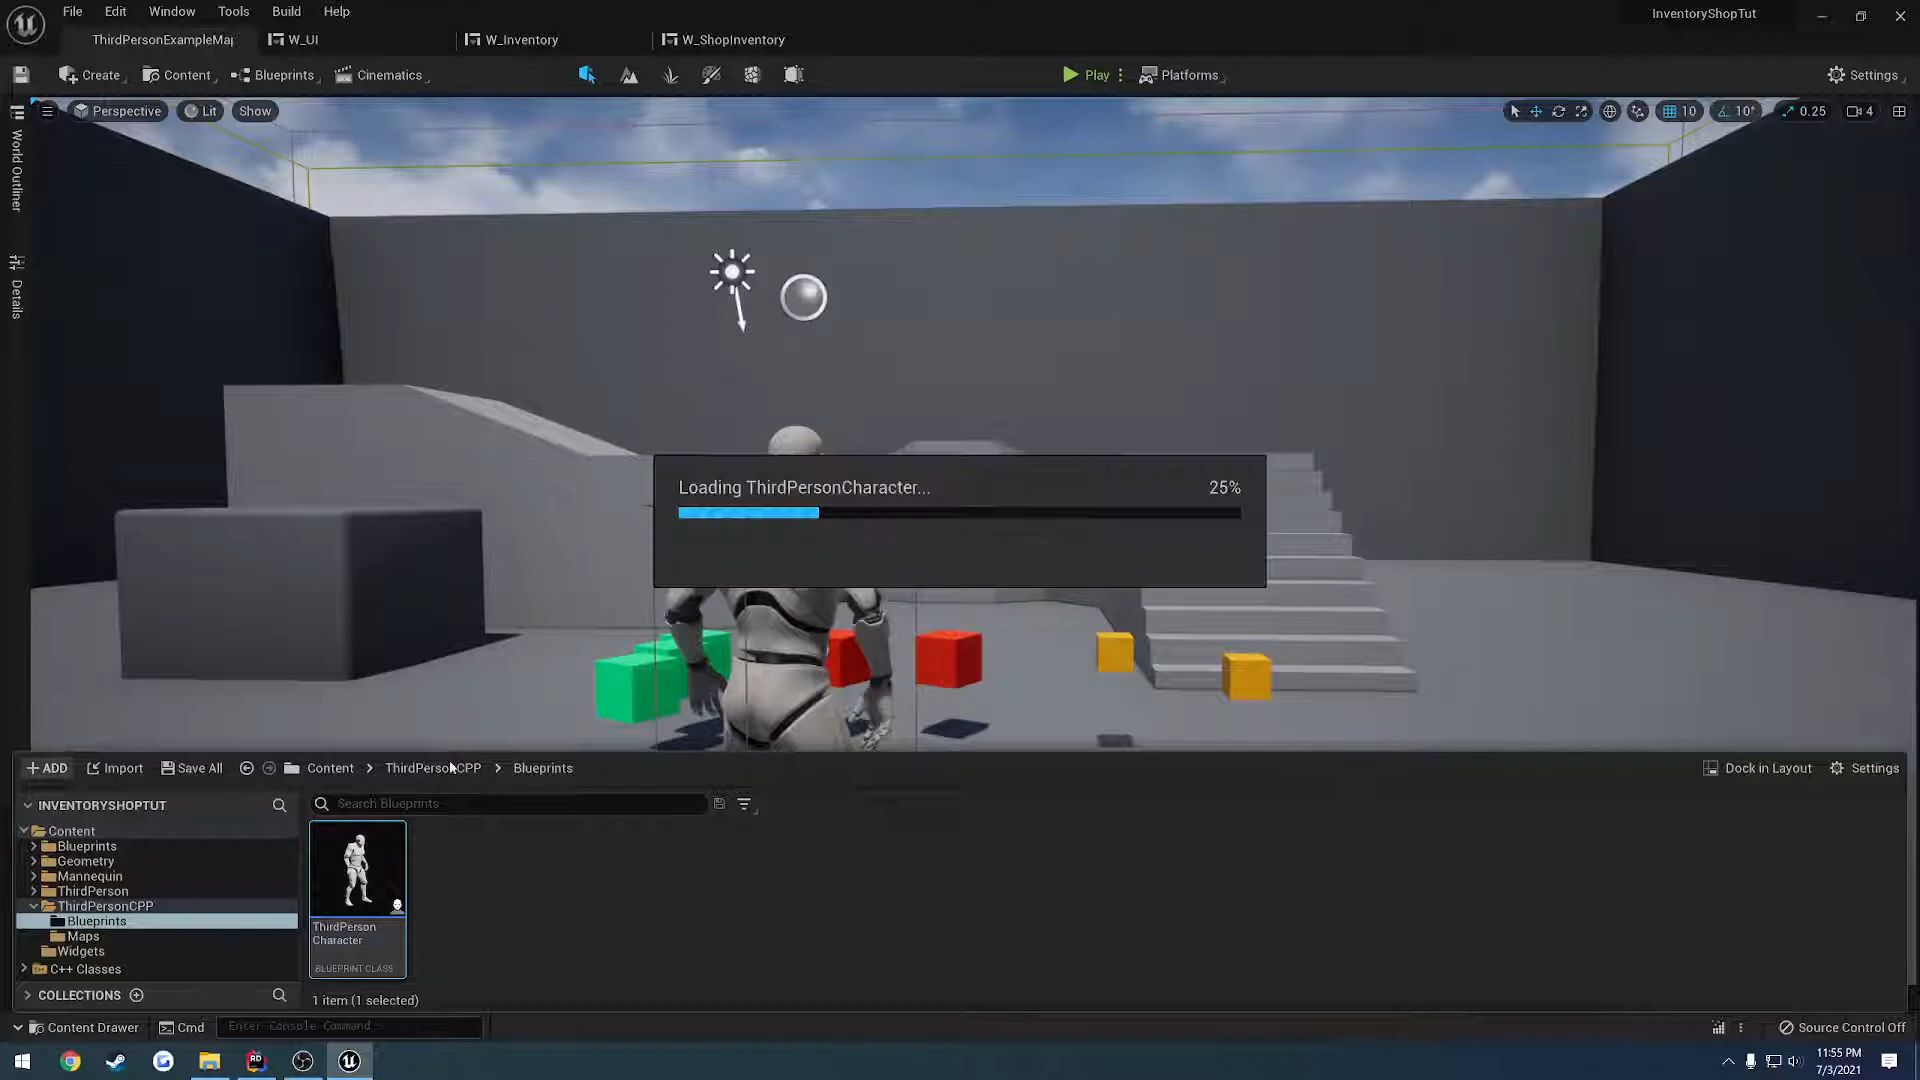 File Edit Window Tools Build Help
InventoryShopTut
ThirdPersonExampleMap W_UI W_Inventory W_ShopInventory
Create Content Blueprints Cinematics Play Platforms Settings
Perspective Lit Show
10 10° 0.25 4
World Outliner
Details
Loading ThirdPersonCharacter... 25%
+ ADD Import Save All Content > ThirdPersonCPP > Blueprints Dock in Layout Settings
INVENTORYSHOPTUT
Search Blueprints
Content
Blueprints
Geometry
Mannequin
ThirdPerson
ThirdPersonCPP
Blueprints
Maps
Widgets
C++ Classes
COLLECTIONS
ThirdPerson
Character
BLUEPRINT CLASS
1 item (1 selected)
Content Drawer Cmd Enter Console Command Source Control Off
RD
11:55 PM
7/3/2021